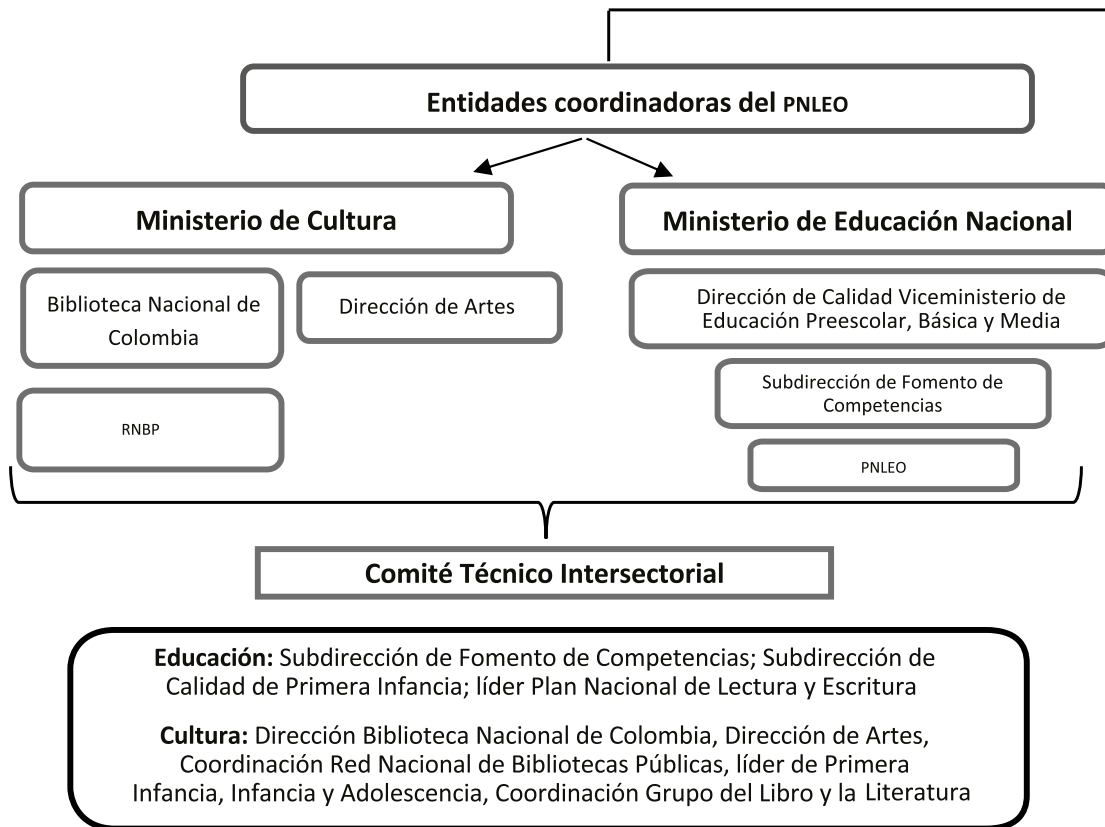 Entidades coordinadoras del PNLEO
Ministerio de Cultura
Ministerio de Educación Nacional
Biblioteca Nacional de
Colombia
Dirección de Artes
Dirección de Calidad Viceministerio de
Educación Preescolar, Básica y Media
Subdirección de Fomento de
Competencias
RNBP
PNLEO
Comité Técnico Intersectorial
Educación: Subdirección de Fomento de Competencias; Subdirección de
Calidad de Primera Infancia; líder Plan Nacional de Lectura y Escritura
Cultura: Dirección Biblioteca Nacional de Colombia, Dirección de Artes,
Coordinación Red Nacional de Bibliotecas Públicas, líder de Primera
Infancia, Infancia y Adolescencia, Coordinación Grupo del Libro y la Literatura